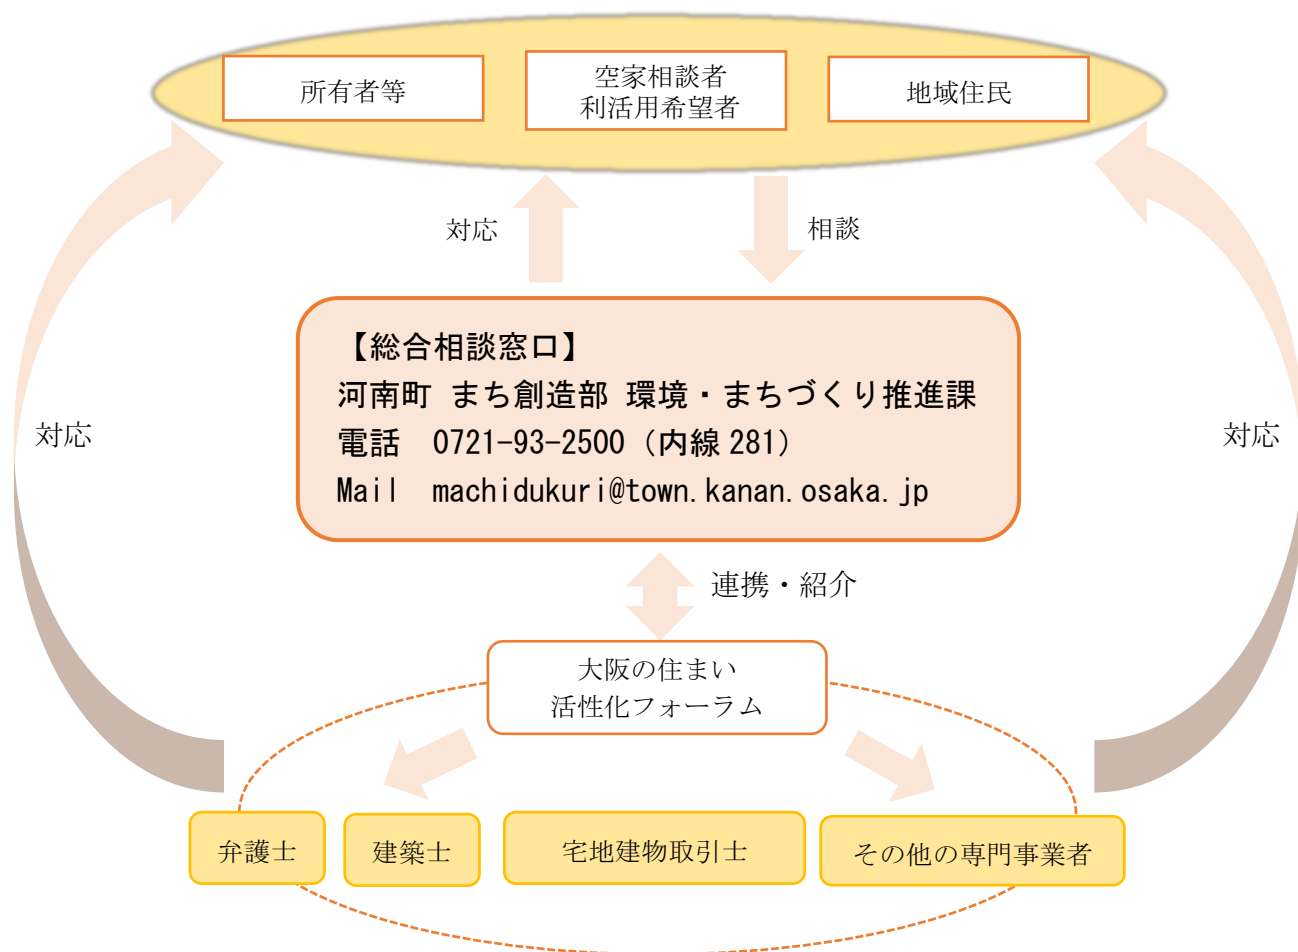 所有者等
空家相談者
利活用希望者
地域住民
対応
相談
【総合相談窓口】
河南町 まち創造部 環境・まちづくり推進課
電話 0721-93-2500（内線 281）
Mail machidukuri@town.kanan.osaka.jp
対応
対応
連携・紹介
大阪の住まい
活性化フォーラム
弁護士
建築士
宅地建物取引士
その他の専門事業者